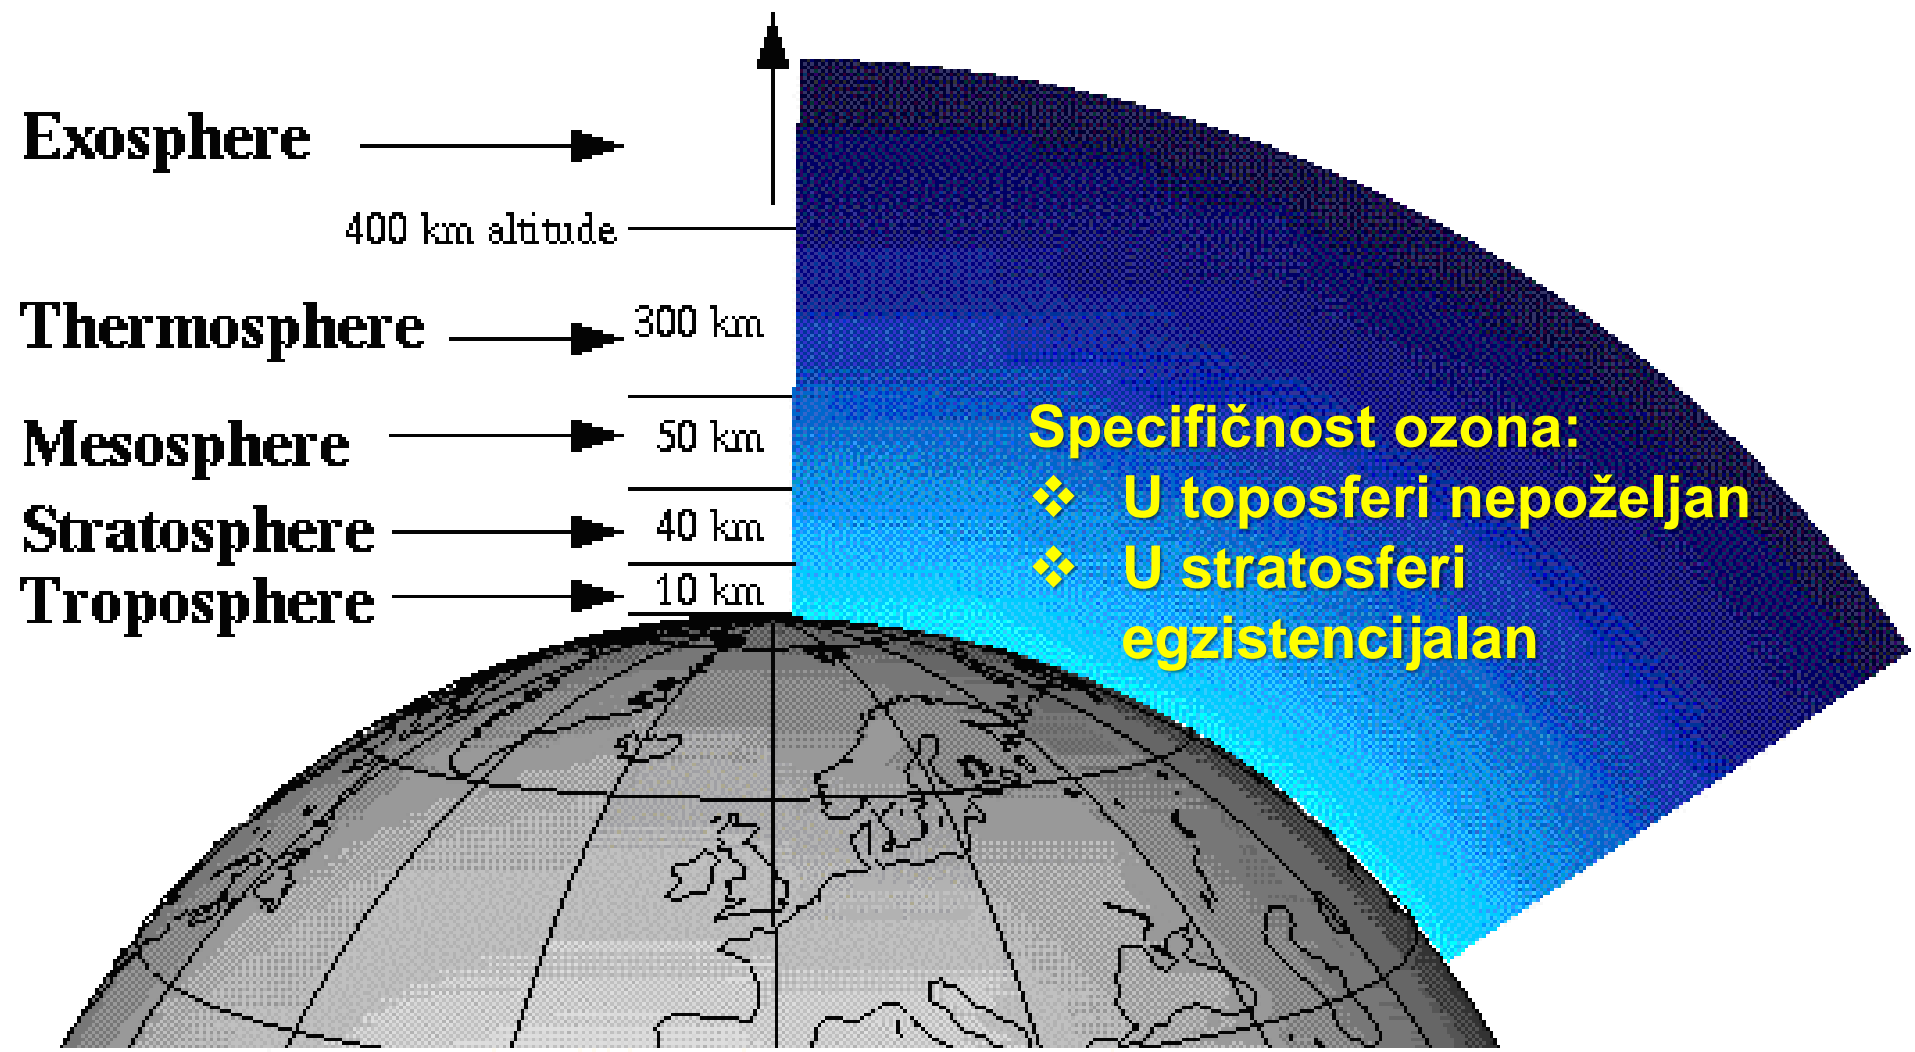 Exosphere
400 km altitude
Thermosphere
300 km
Mesosphere
50 km
Stratosphere
40 km
Troposphere
10 km
Specifičnost ozona:
❖ U toposferi nepoželjan
❖ U stratosferi
egzistencijalan